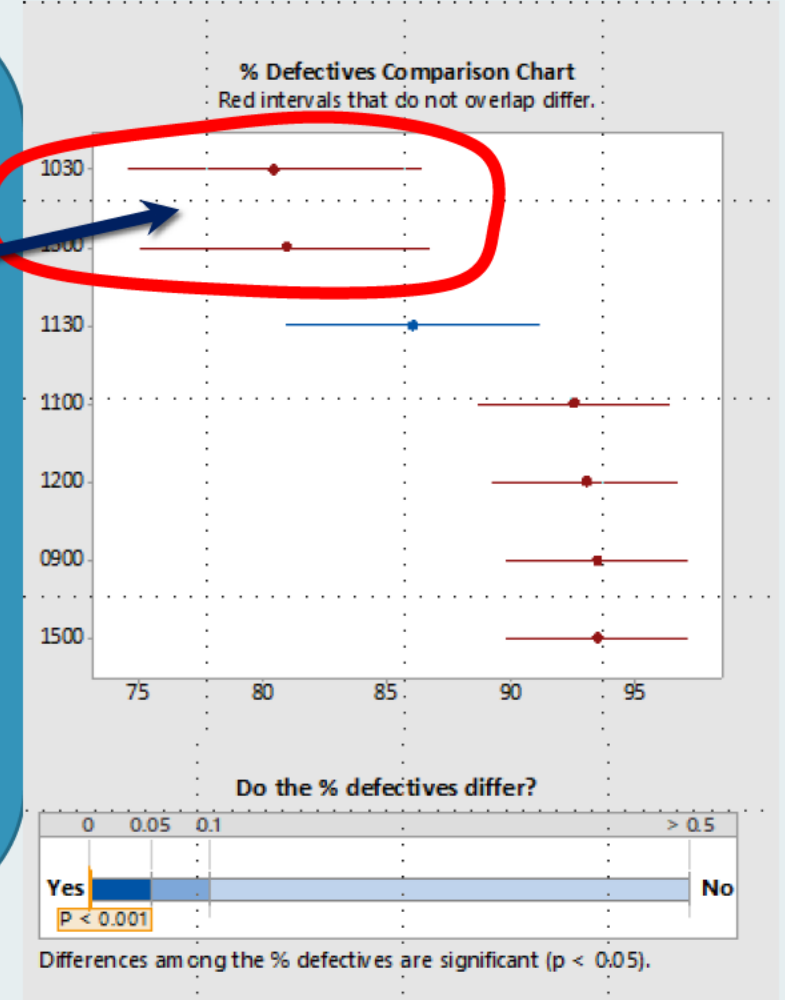 % Defectives Comparison Chart
Red intervals that do not overlap differ.
1030
1130
1100
1200
0900
1500
75 80 85 90 95
Do the % defectives differ?
0 0.05 0.1 > 0.5
Yes No
P < 0.001
Differences among the % defectives are significant (p < 0.05).